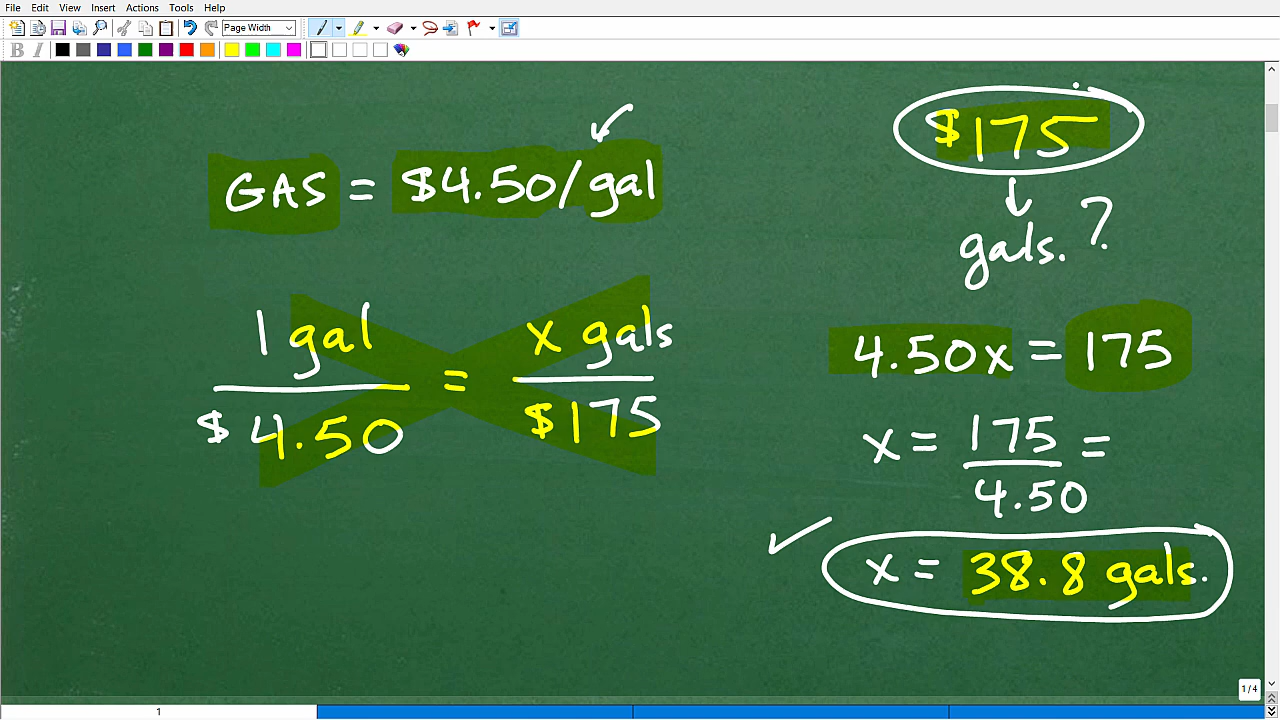 File Edit View Insert Actions Tools Help
Page Width
B I
GAS = $4.50/gal
$175
gals. ?
1 gal / $4.50 = x gals / $175
4.50x = 175
x = 175 / 4.50 =
x = 38.8 gals.
1/4
1